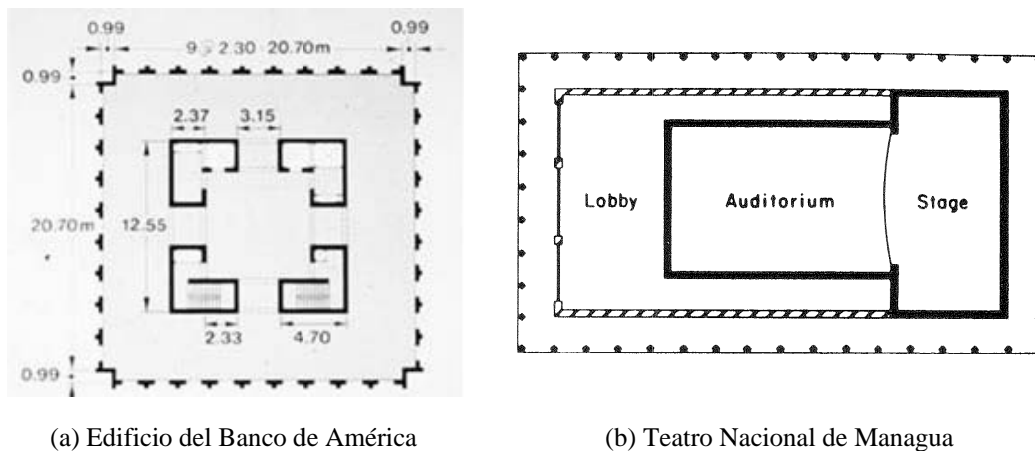 0.99
0.99
9 @ 2.30 20.70m
0.99
2.37
3.15
20.70m
12.55
2.33
4.70
0.99
Lobby
Auditorium
Stage
(a) Edificio del Banco de América
(b) Teatro Nacional de Managua